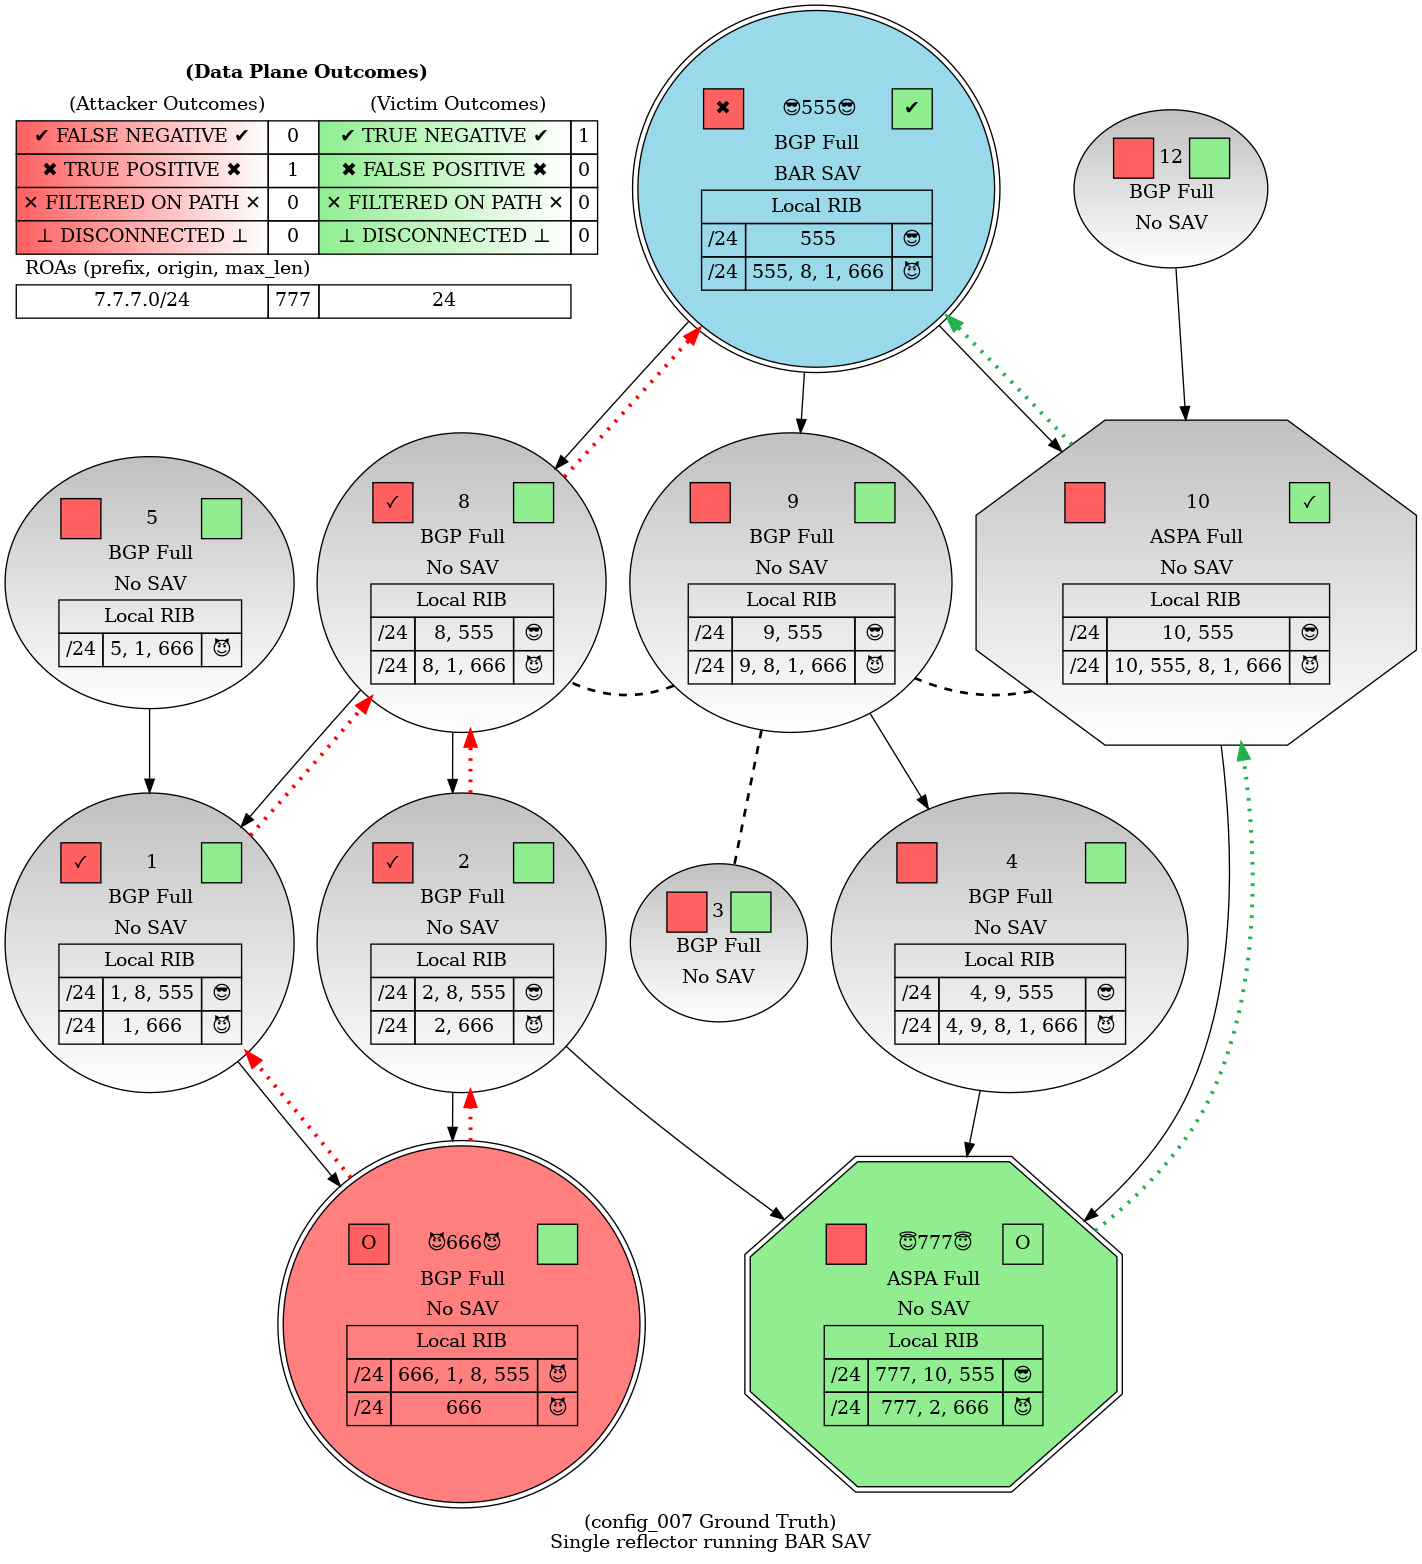 (Data Plane Outcomes)
(Attacker Outcomes) (Victim Outcomes)
✔ FALSE NEGATIVE ✔ 0 ✔ TRUE NEGATIVE ✔ 1
✖ TRUE POSITIVE ✖ 1 ✖ FALSE POSITIVE ✖ 0
✕ FILTERED ON PATH ✕ 0 ✕ FILTERED ON PATH ✕ 0
⊥ DISCONNECTED ⊥ 0 ⊥ DISCONNECTED ⊥ 0
ROAs (prefix, origin, max_len)
7.7.7.0/24 777 24
✖ 😎555😎 ✔
BGP Full
BAR SAV
Local RIB
/24 555 😎
/24 555, 8, 1, 666 😈
12
BGP Full
No SAV
5
BGP Full
No SAV
Local RIB
/24 5, 1, 666 😈
✓ 8
BGP Full
No SAV
Local RIB
/24 8, 555 😎
/24 8, 1, 666 😈
9
BGP Full
No SAV
Local RIB
/24 9, 555 😎
/24 9, 8, 1, 666 😈
10 ✓
ASPA Full
No SAV
Local RIB
/24 10, 555 😎
/24 10, 555, 8, 1, 666 😈
✓ 1
BGP Full
No SAV
Local RIB
/24 1, 8, 555 😎
/24 1, 666 😈
✓ 2
BGP Full
No SAV
Local RIB
/24 2, 8, 555 😎
/24 2, 666 😈
3
BGP Full
No SAV
4
BGP Full
No SAV
Local RIB
/24 4, 9, 555 😎
/24 4, 9, 8, 1, 666 😈
O 😈666😈
BGP Full
No SAV
Local RIB
/24 666, 1, 8, 555 😈
/24 666 😈
😇777😇 O
ASPA Full
No SAV
Local RIB
/24 777, 10, 555 😎
/24 777, 2, 666 😈
(config_007 Ground Truth)
Single reflector running BAR SAV